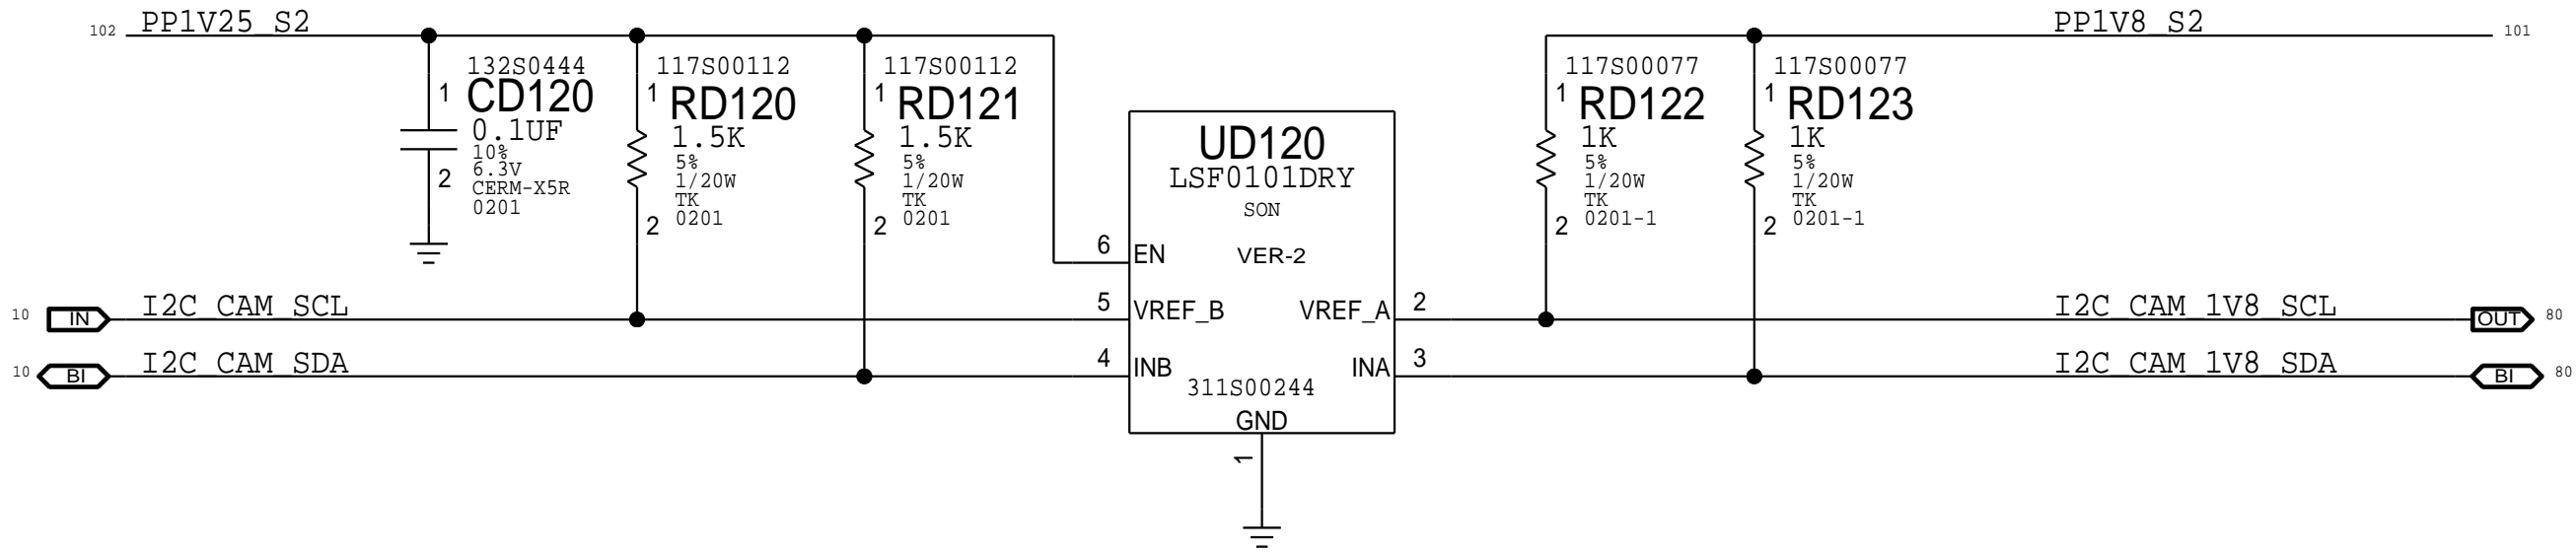 102 PP1V25_S2
PP1V8_S2 101
132S0444
1 CD120
0.1UF
10%
6.3V
2 CERM-X5R
0201
117S00112
1 RD120
1.5K
5%
1/20W
TK
2 0201
117S00112
1 RD121
1.5K
5%
1/20W
TK
2 0201
UD120
LSF0101DRY
SON
VER-2
6 EN
5 VREF_B
VREF_A 2
4 INB
INA 3
311S00244
GND
1
117S00077
1 RD122
1K
5%
1/20W
TK
2 0201-1
117S00077
1 RD123
1K
5%
1/20W
TK
2 0201-1
10 IN I2C_CAM_SCL
I2C_CAM_1V8_SCL OUT 80
10 BI I2C_CAM_SDA
I2C_CAM_1V8_SDA BI 80